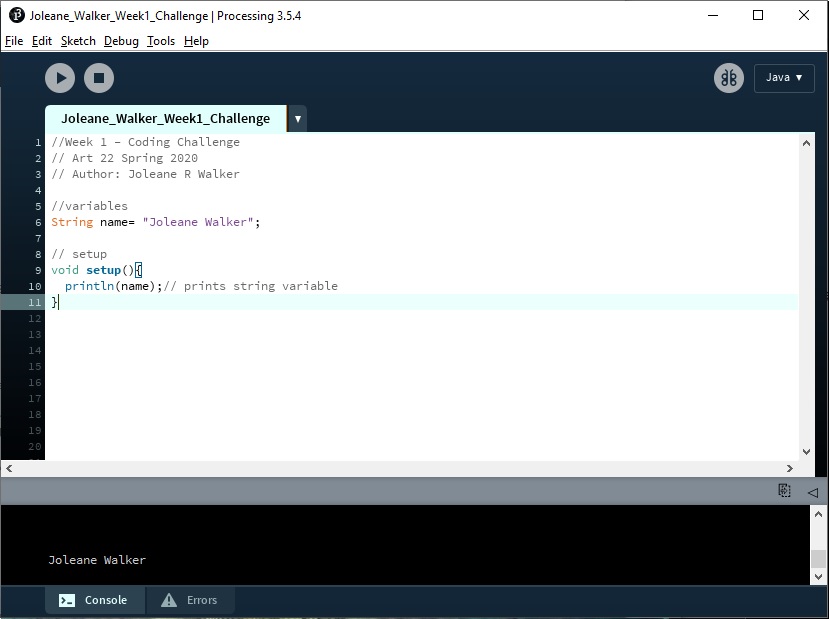 Joleane_Walker_Week1_Challenge | Processing 3.5.4
File Edit Sketch Debug Tools Help
Java ▼
Joleane_Walker_Week1_Challenge ▼
1 //Week 1 - Coding Challenge
2 // Art 22 Spring 2020
3 // Author: Joleane R Walker
4
5 //variables
6 String name= "Joleane Walker";
7
8 // setup
9 void setup(){
10   println(name);// prints string variable
11 }
12
13
14
15
16
17
18
19
20
Joleane Walker
Console Errors